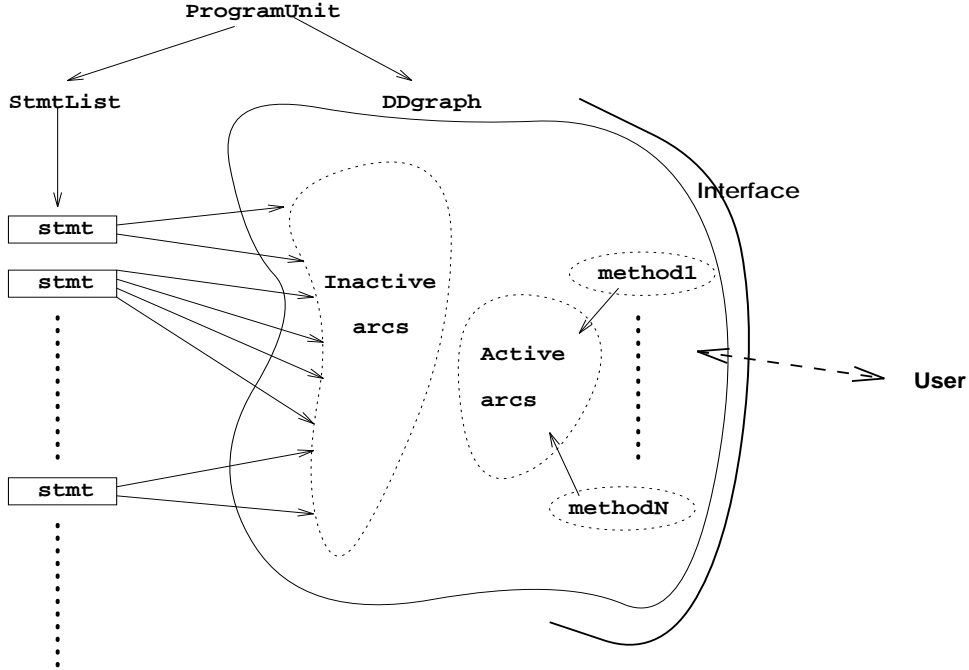 ProgramUnit
StmtList
DDgraph
Interface
stmt
stmt
Inactive
arcs
method1
Active
arcs
User
stmt
methodN